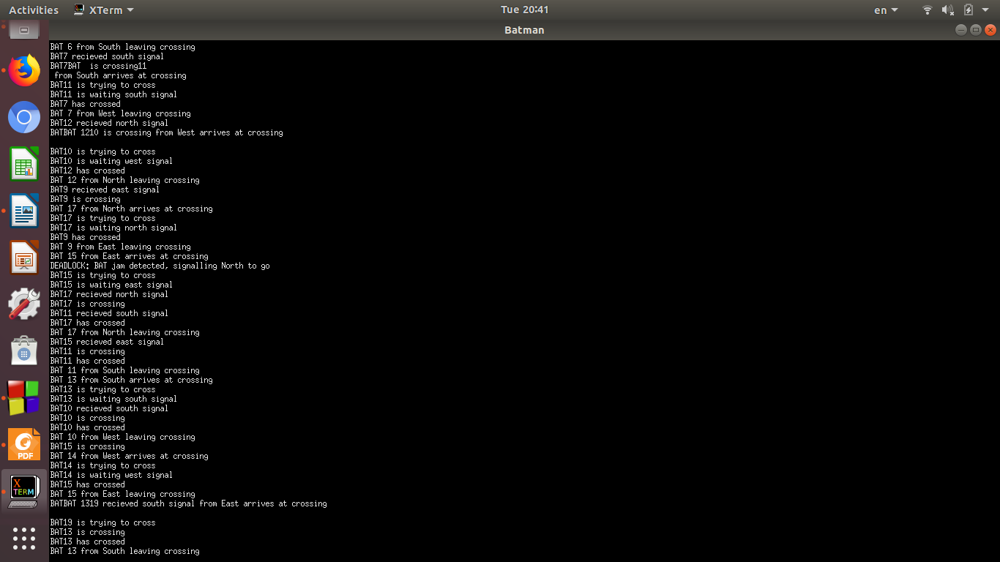 Activities XTerm Tue 20:41 en
Batman
BAT 6 from South leaving crossing
BAT7 recieved south signal
BAT7BAT  is crossing11
 from South arrives at crossing
BAT11 is trying to cross
BAT11 is waiting south signal
BAT7 has crossed
BAT 7 from West leaving crossing
BAT12 recieved north signal
BATBAT 1210 is crossing from West arrives at crossing
BAT10 is trying to cross
BAT10 is waiting west signal
BAT12 has crossed
BAT 12 from North leaving crossing
BAT9 recieved east signal
BAT9 is crossing
BAT 17 from North arrives at crossing
BAT17 is trying to cross
BAT17 is waiting north signal
BAT9 has crossed
BAT 9 from East leaving crossing
BAT 15 from East arrives at crossing
DEADLOCK: BAT jam detected, signalling North to go
BAT15 is trying to cross
BAT15 is waiting east signal
BAT17 recieved north signal
BAT17 is crossing
BAT11 recieved south signal
BAT17 has crossed
BAT 17 from North leaving crossing
BAT15 recieved east signal
BAT11 is crossing
BAT11 has crossed
BAT 11 from South leaving crossing
BAT 13 from South arrives at crossing
BAT13 is trying to cross
BAT13 is waiting south signal
BAT10 recieved south signal
BAT10 is crossing
BAT10 has crossed
BAT 10 from West leaving crossing
BAT15 is crossing
BAT 14 from West arrives at crossing
BAT14 is trying to cross
BAT14 is waiting west signal
BAT15 has crossed
BAT 15 from East leaving crossing
BATBAT 1319 recieved south signal from East arrives at crossing
BAT19 is trying to cross
BAT13 is crossing
BAT13 has crossed
BAT 13 from South leaving crossing
PDF
X
TERM